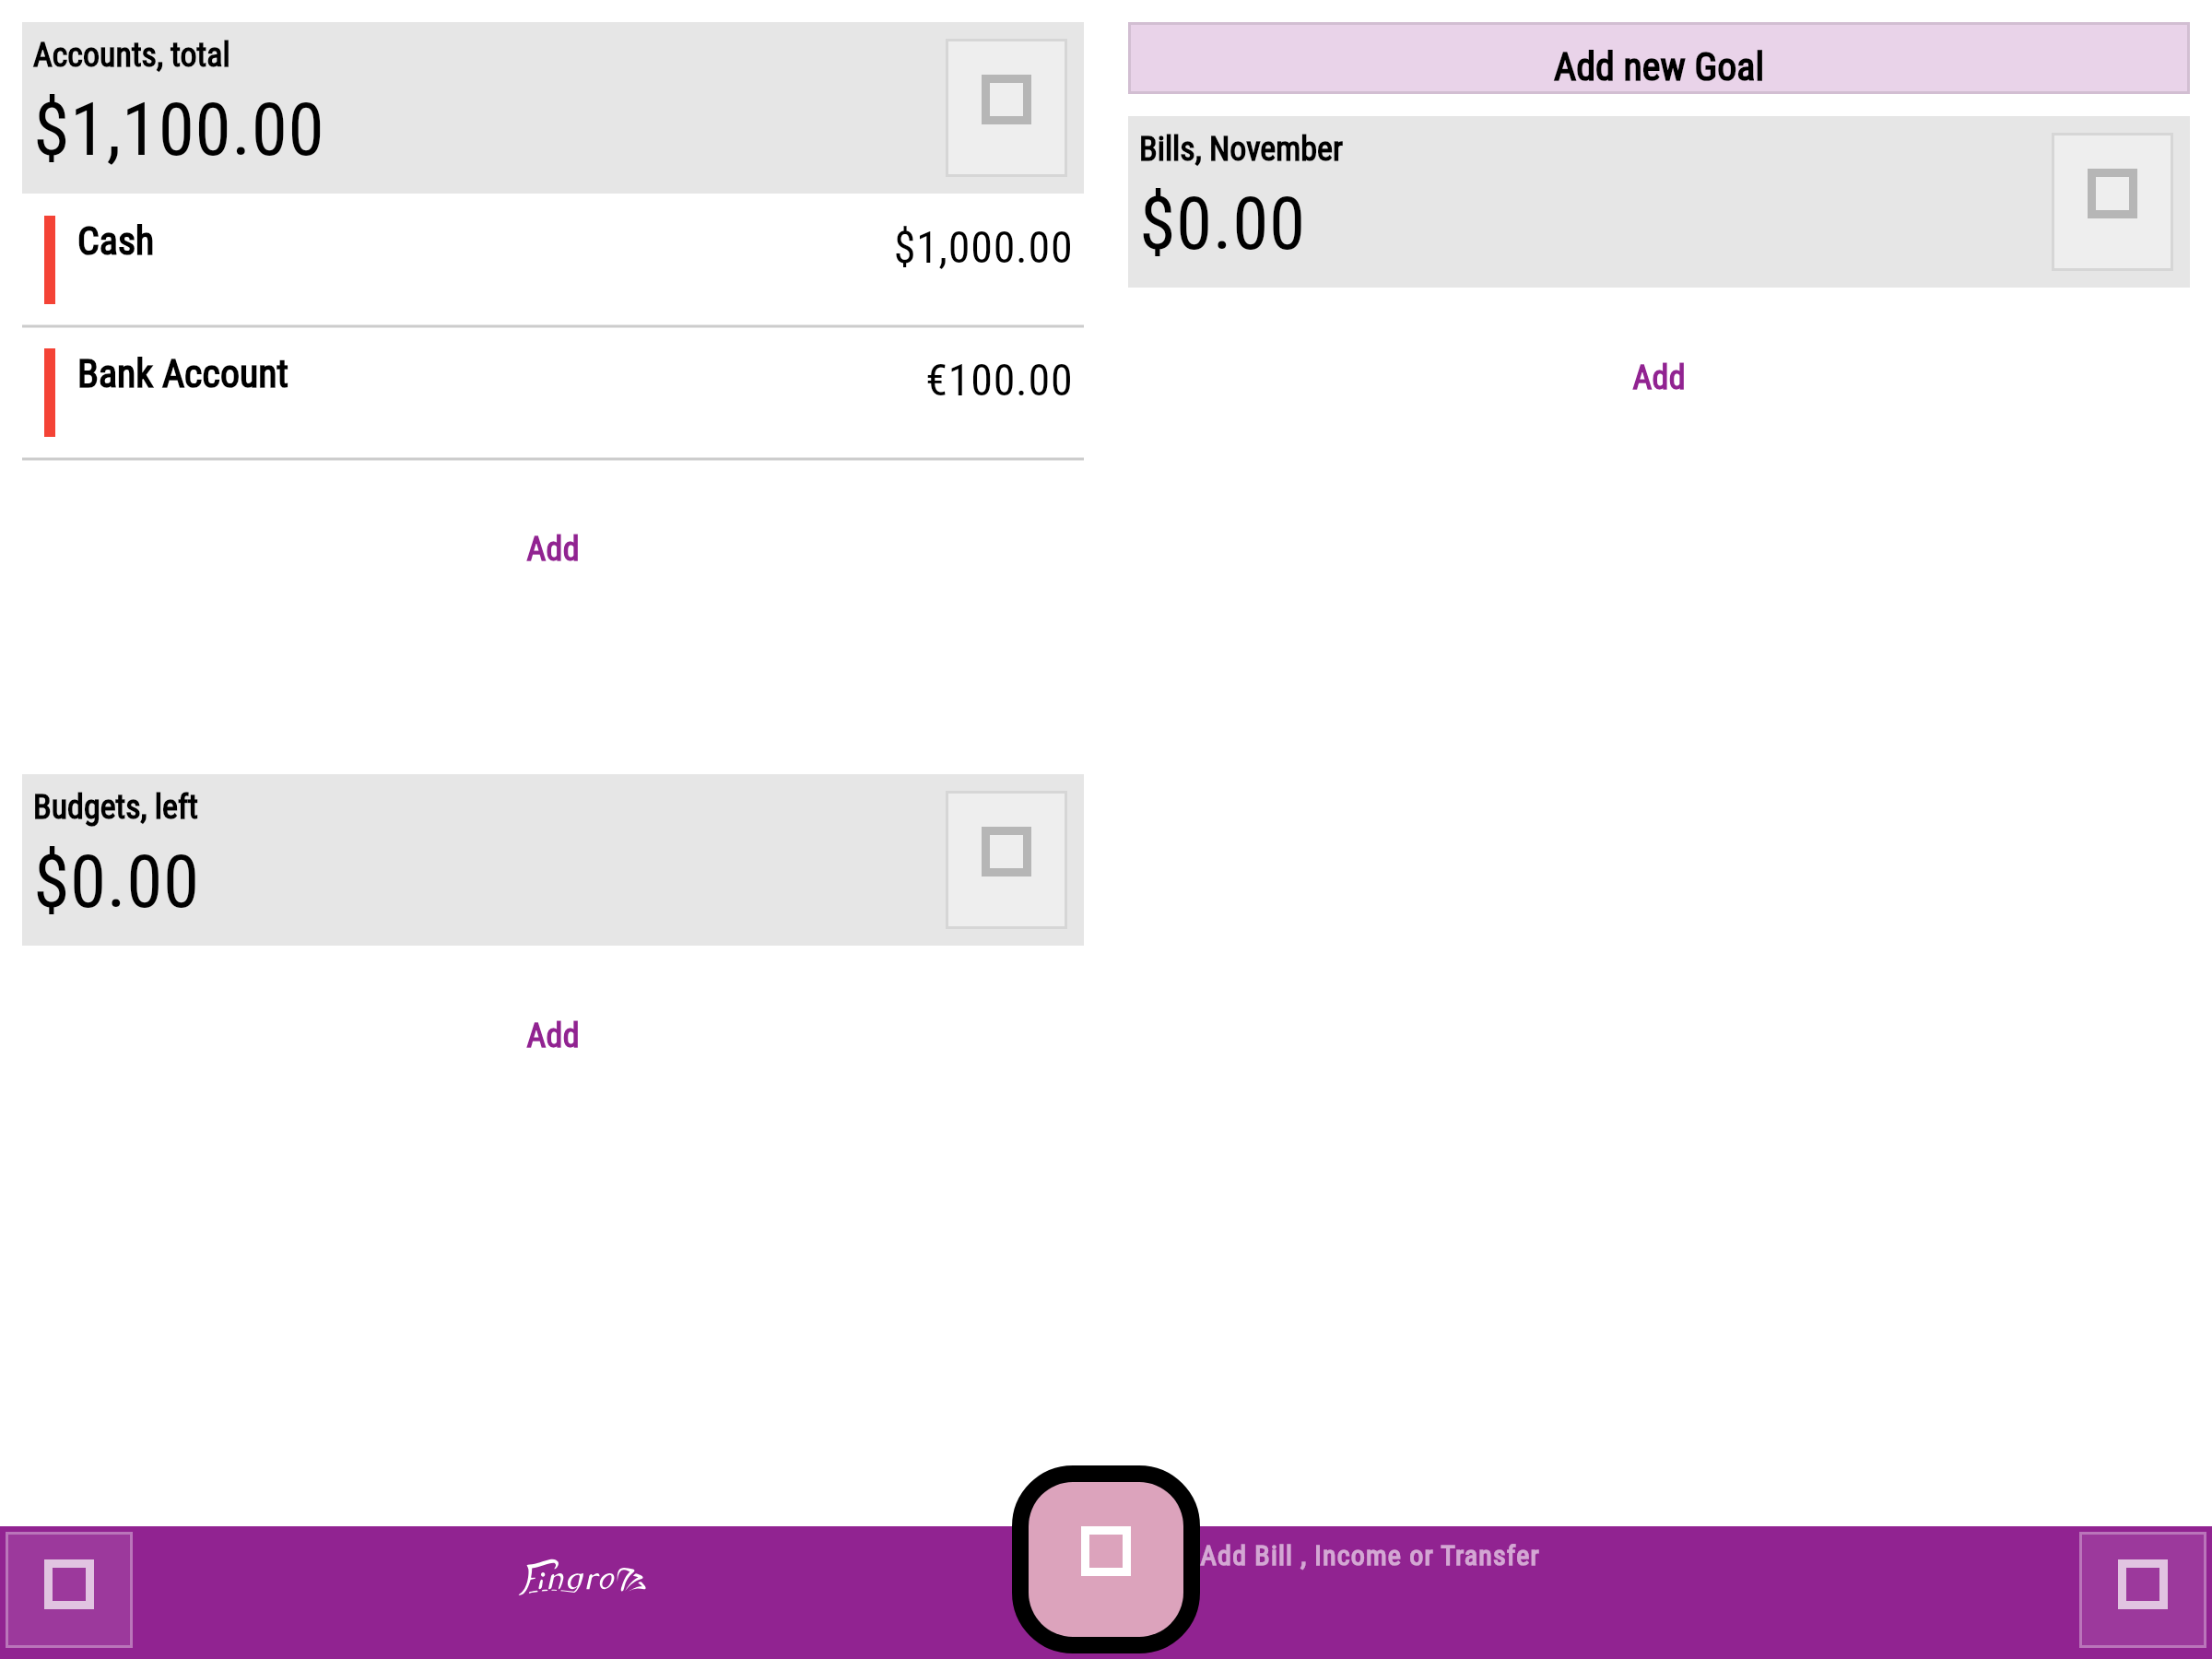 Accounts, total
$1,100.00
Cash
$1,000.00
Bank Account
€100.00
Add
Budgets, left
$0.00
Add
Add new Goal
Bills, November
$0.00
Add
Fingro
Add Bill , Income or Transfer